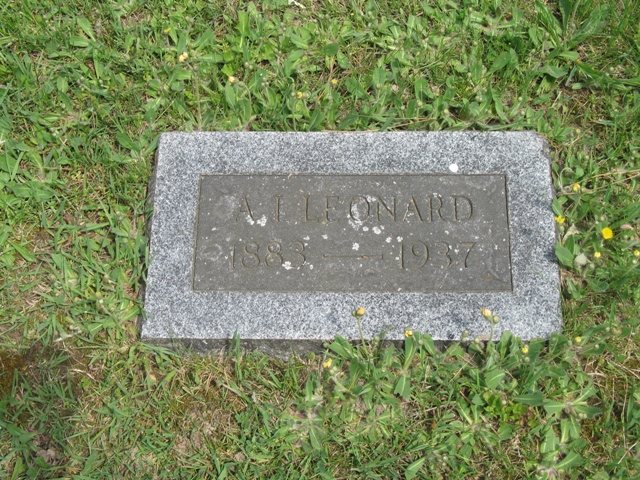 A. I. LEONARD
1883 — 1937